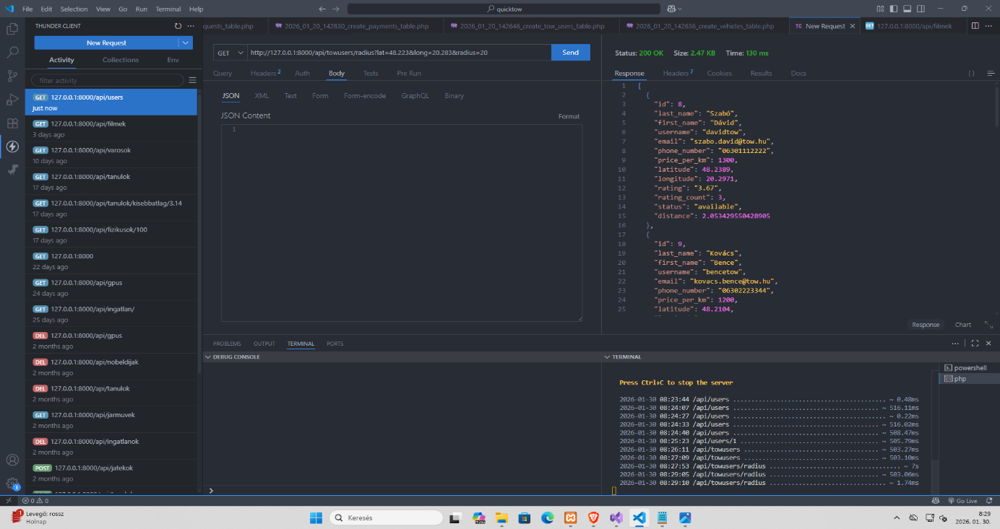 File Edit Selection View Go Run Terminal Help
quicktow
THUNDER CLIENT
quests_table.php
2026_01_20_142830_create_payments_table.php
2026_01_20_142646_create_tow_users_table.php
2026_01_20_142636_create_vehicles_table.php
TC New Request
GET 127.0.0.1:8000/api/filmek
New Request
Activity Collections Env
filter activity
GET 127.0.0.1:8000/api/users
just now
GET 127.0.0.1:8000/api/filmek
3 days ago
GET 127.0.0.1:8000/api/varosok
10 days ago
GET 127.0.0.1:8000/api/tanulok
17 days ago
GET 127.0.0.1:8000/api/tanulok/kisebbatlag/3.14
17 days ago
GET 127.0.0.1:8000/api/fizikusok/100
17 days ago
GET 127.0.0.1:8000
22 days ago
GET 127.0.0.1:8000/api/gpus
24 days ago
GET 127.0.0.1:8000/api/ingatlan/
25 days ago
DEL 127.0.0.1:8000/api/gpus
2 months ago
DEL 127.0.0.1:8000/api/nobeldijak
2 months ago
DEL 127.0.0.1:8000/api/tanulok
2 months ago
GET 127.0.0.1:8000/api/jarmuvek
2 months ago
DEL 127.0.0.1:8000/api/ingatlanok
2 months ago
POST 127.0.0.1:8000/api/jatekok
2 months ago
GET http://127.0.0.1:8000/api/towusers/radius?lat=48.223&long=20.283&radius=20 Send
Query Headers 2 Auth Body Tests Pre Run
JSON XML Text Form Form-encode GraphQL Binary
JSON Content Format
1
Status: 200 OK Size: 2.47 KB Time: 130 ms
Response Headers 7 Cookies Results Docs { }
1 [
2 {
3 "id": 8,
4 "last_name": "Szabó",
5 "first_name": "Dávid",
6 "username": "davidtow",
7 "email": "szabo.david@tow.hu",
8 "phone_number": "06301112222",
9 "price_per_km": 1300,
10 "latitude": 48.2389,
11 "longitude": 20.2971,
12 "rating": "3.67",
13 "rating_count": 3,
14 "status": "available",
15 "distance": 2.053429550428905
16 },
17 {
18 "id": 9,
19 "last_name": "Kovács",
20 "first_name": "Bence",
21 "username": "bencetow",
22 "email": "kovacs.bence@tow.hu",
23 "phone_number": "06302223344",
24 "price_per_km": 1200,
25 "latitude": 48.2104,
Response Chart
PROBLEMS OUTPUT TERMINAL PORTS
DEBUG CONSOLE
TERMINAL
Press Ctrl+C to stop the server
2026-01-30 08:23:44 /api/users .......................................... ~ 0.48ms
2026-01-30 08:24:07 /api/users ........................................ ~ 516.11ms
2026-01-30 08:24:27 /api/users .......................................... ~ 0.22ms
2026-01-30 08:24:33 /api/users ........................................ ~ 516.02ms
2026-01-30 08:24:40 /api/users ........................................ ~ 508.47ms
2026-01-30 08:25:23 /api/users/1 ...................................... ~ 505.79ms
2026-01-30 08:26:11 /api/towusers ..................................... ~ 503.27ms
2026-01-30 08:27:09 /api/towusers ..................................... ~ 503.10ms
2026-01-30 08:27:53 /api/towusers/radius .................................... ~ 7s
2026-01-30 08:29:05 /api/towusers/radius .............................. ~ 503.06ms
2026-01-30 08:29:10 /api/towusers/radius ................................ ~ 1.74ms
powershell
php
1
0 0
Go Live
1
Levegő: rossz
Holnap
Keresés
8:29
2026. 01. 30.